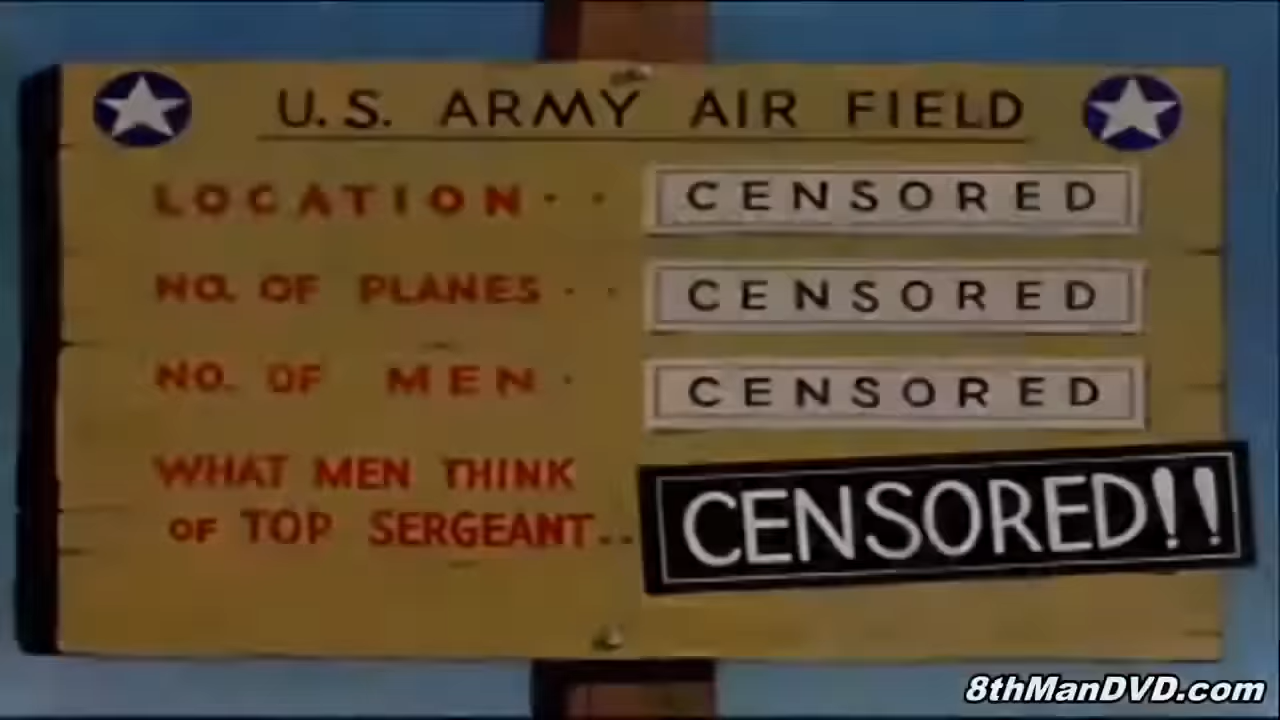 U.S. ARMY AIR FIELD
LOCATION.. CENSORED
NO. OF PLANES.. CENSORED
NO. OF MEN. CENSORED
WHAT MEN THINK
OF TOP SERGEANT.. CENSORED!!
8thManDVD.com